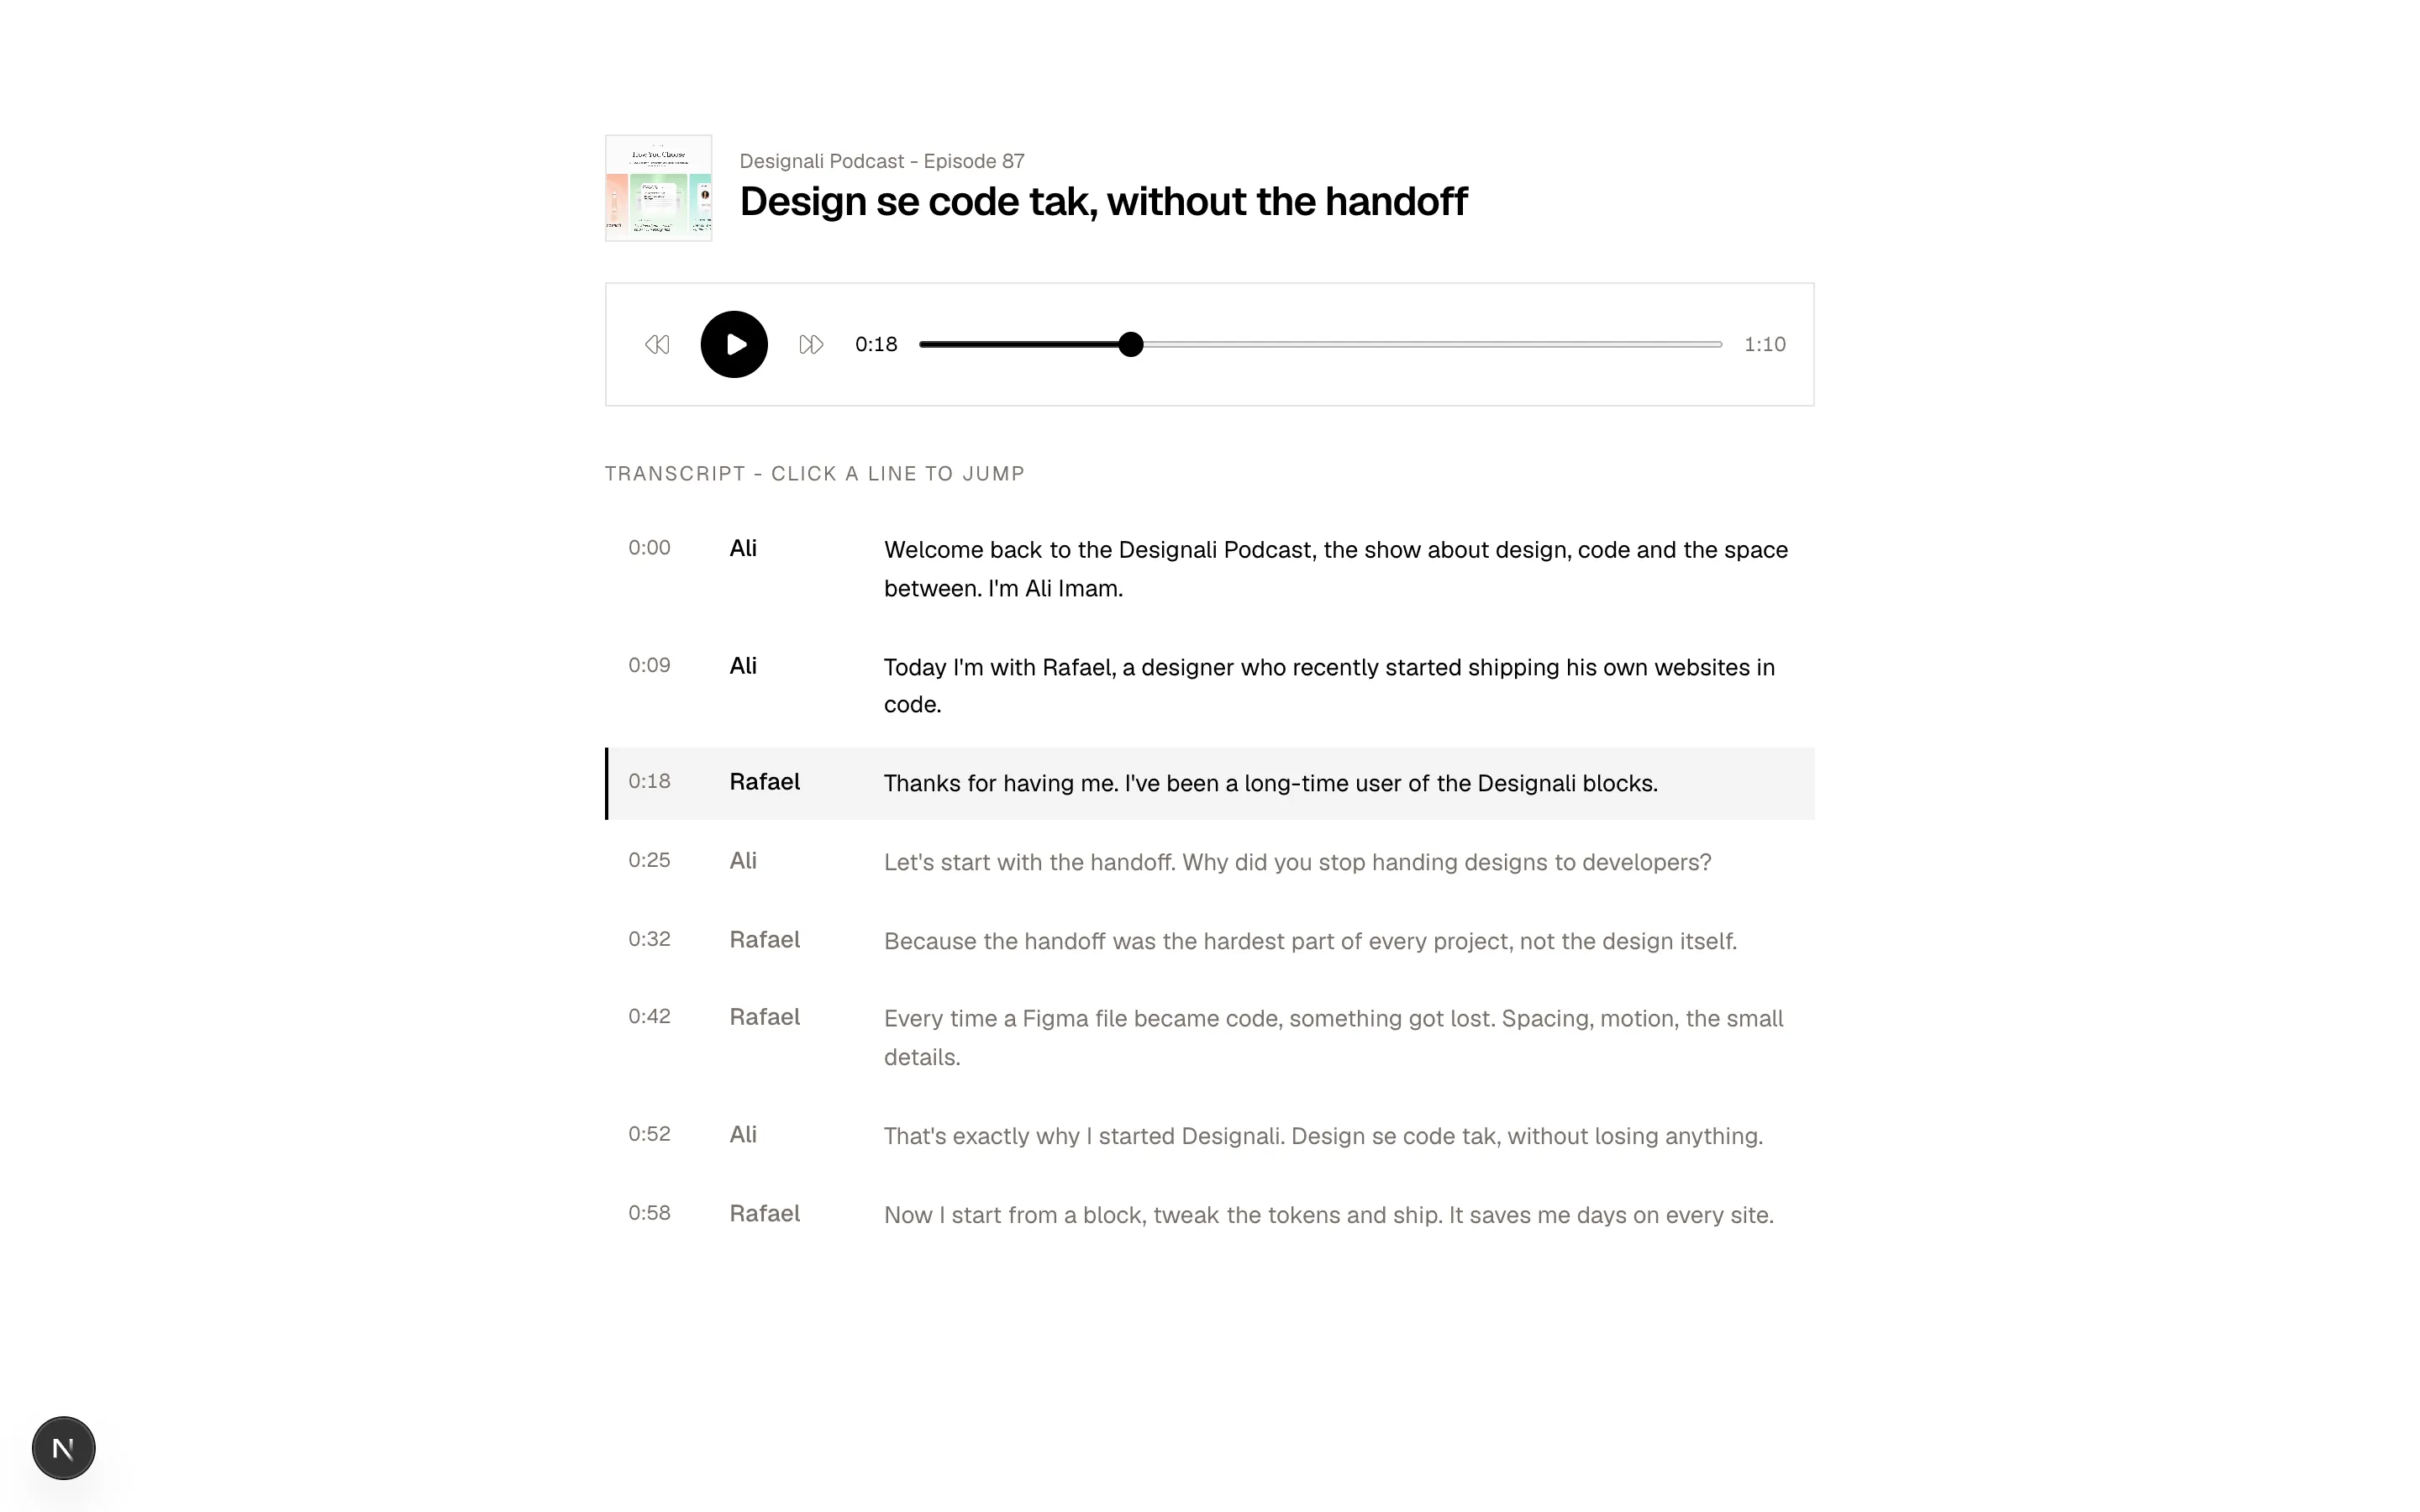 How You Choose
Designali Podcast - Episode 87
Design se code tak, without the handoff
0:18
1:10
TRANSCRIPT - CLICK A LINE TO JUMP
0:00 Ali Welcome back to the Designali Podcast, the show about design, code and the space
between. I'm Ali Imam.
0:09 Ali Today I'm with Rafael, a designer who recently started shipping his own websites in
code.
0:18 Rafael Thanks for having me. I've been a long-time user of the Designali blocks.
0:25 Ali Let's start with the handoff. Why did you stop handing designs to developers?
0:32 Rafael Because the handoff was the hardest part of every project, not the design itself.
0:42 Rafael Every time a Figma file became code, something got lost. Spacing, motion, the small
details.
0:52 Ali That's exactly why I started Designali. Design se code tak, without losing anything.
0:58 Rafael Now I start from a block, tweak the tokens and ship. It saves me days on every site.
N